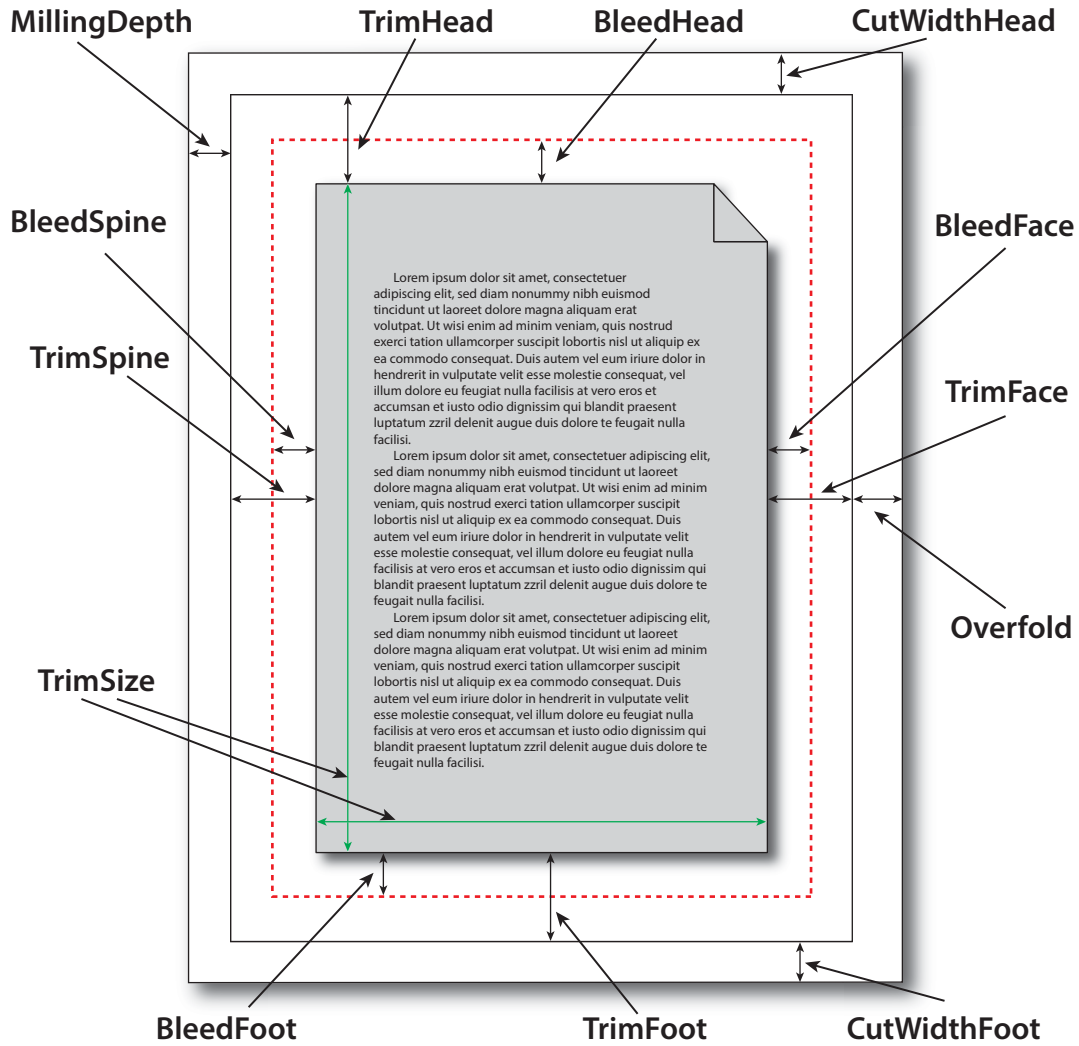 MillingDepth
TrimHead
BleedHead
CutWidthHead
BleedSpine
BleedFace
TrimSpine
TrimFace
Lorem ipsum dolor sit amet, consectetuer
adipiscing elit, sed diam nonummy nibh euismod
tincidunt ut laoreet dolore magna aliquam erat
volutpat. Ut wisi enim ad minim veniam, quis nostrud
exerci tation ullamcorper suscipit lobortis nisl ut aliquip ex
ea commodo consequat. Duis autem vel eum iriure dolor in
hendrerit in vulputate velit esse molestie consequat, vel
illum dolore eu feugiat nulla facilisis at vero eros et
accumsan et iusto odio dignissim qui blandit praesent
luptatum zzril delenit augue duis dolore te feugait nulla
facilisi.
Lorem ipsum dolor sit amet, consectetuer adipiscing elit,
sed diam nonummy nibh euismod tincidunt ut laoreet
dolore magna aliquam erat volutpat. Ut wisi enim ad minim
veniam, quis nostrud exerci tation ullamcorper suscipit
lobortis nisl ut aliquip ex ea commodo consequat. Duis
autem vel eum iriure dolor in hendrerit in vulputate velit
esse molestie consequat, vel illum dolore eu feugiat nulla
facilisis at vero eros et accumsan et iusto odio dignissim qui
blandit praesent luptatum zzril delenit augue duis dolore te
feugait nulla facilisi.
Lorem ipsum dolor sit amet, consectetuer adipiscing elit,
sed diam nonummy nibh euismod tincidunt ut laoreet
dolore magna aliquam erat volutpat. Ut wisi enim ad minim
veniam, quis nostrud exerci tation ullamcorper suscipit
lobortis nisl ut aliquip ex ea commodo consequat. Duis
autem vel eum iriure dolor in hendrerit in vulputate velit
esse molestie consequat, vel illum dolore eu feugiat nulla
facilisis at vero eros et accumsan et iusto odio dignissim qui
blandit praesent luptatum zzril delenit augue duis dolore te
feugait nulla facilisi.
Overfold
TrimSize
BleedFoot
TrimFoot
CutWidthFoot